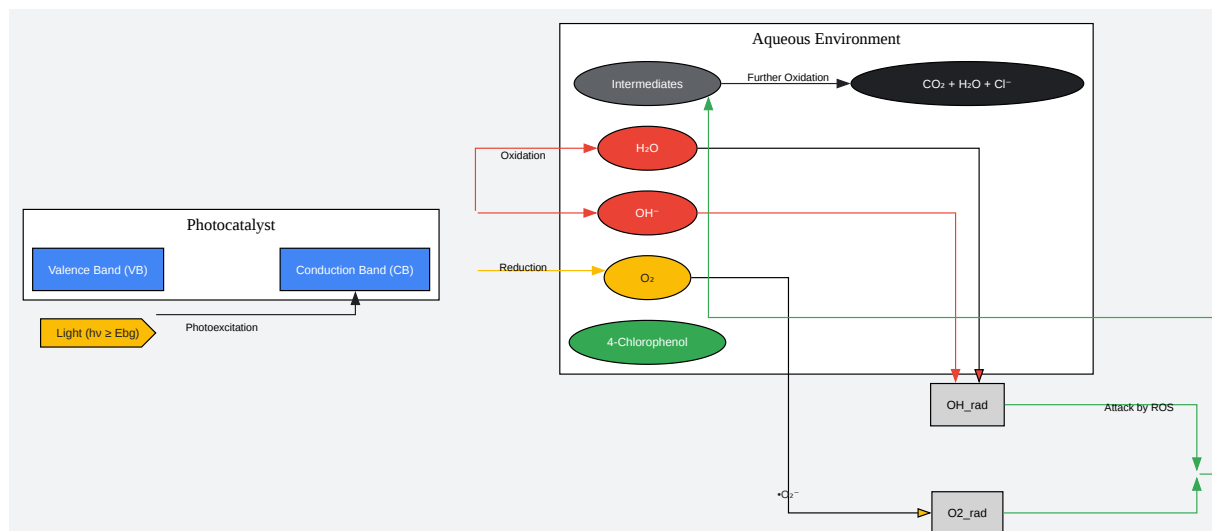 Aqueous Environment
Intermediates
Further Oxidation
CO₂ + H₂O + Cl⁻
H₂O
Oxidation
OH⁻
Photocatalyst
Valence Band (VB)
Conduction Band (CB)
Reduction
O₂
Light (hν ≥ Ebg)
Photoexcitation
4-Chlorophenol
OH_rad
Attack by ROS
•O₂⁻
O2_rad